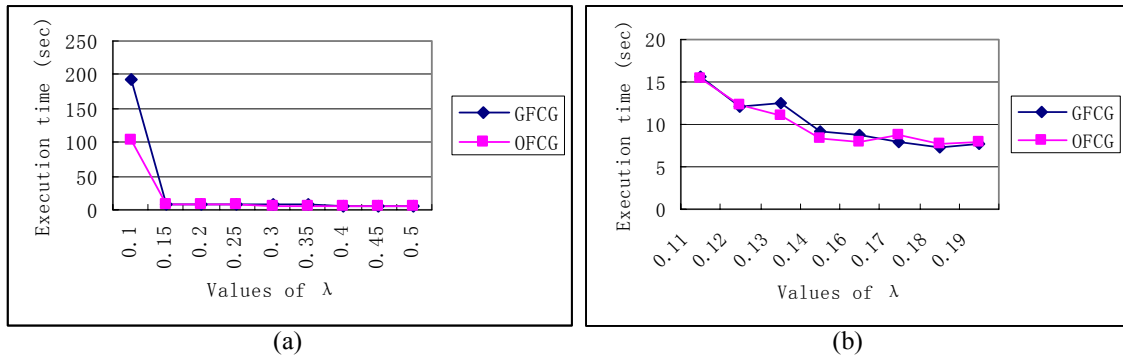 Execution time (sec)
250
200
150
100
50
0
0.1
0.15
0.2
0.25
0.3
0.35
0.4
0.45
0.5
Values of λ
GFCG
OFCG
(a)
Execution time (sec)
20
15
10
5
0
0.11
0.12
0.13
0.14
0.16
0.17
0.18
0.19
Values of λ
GFCG
OFCG
(b)